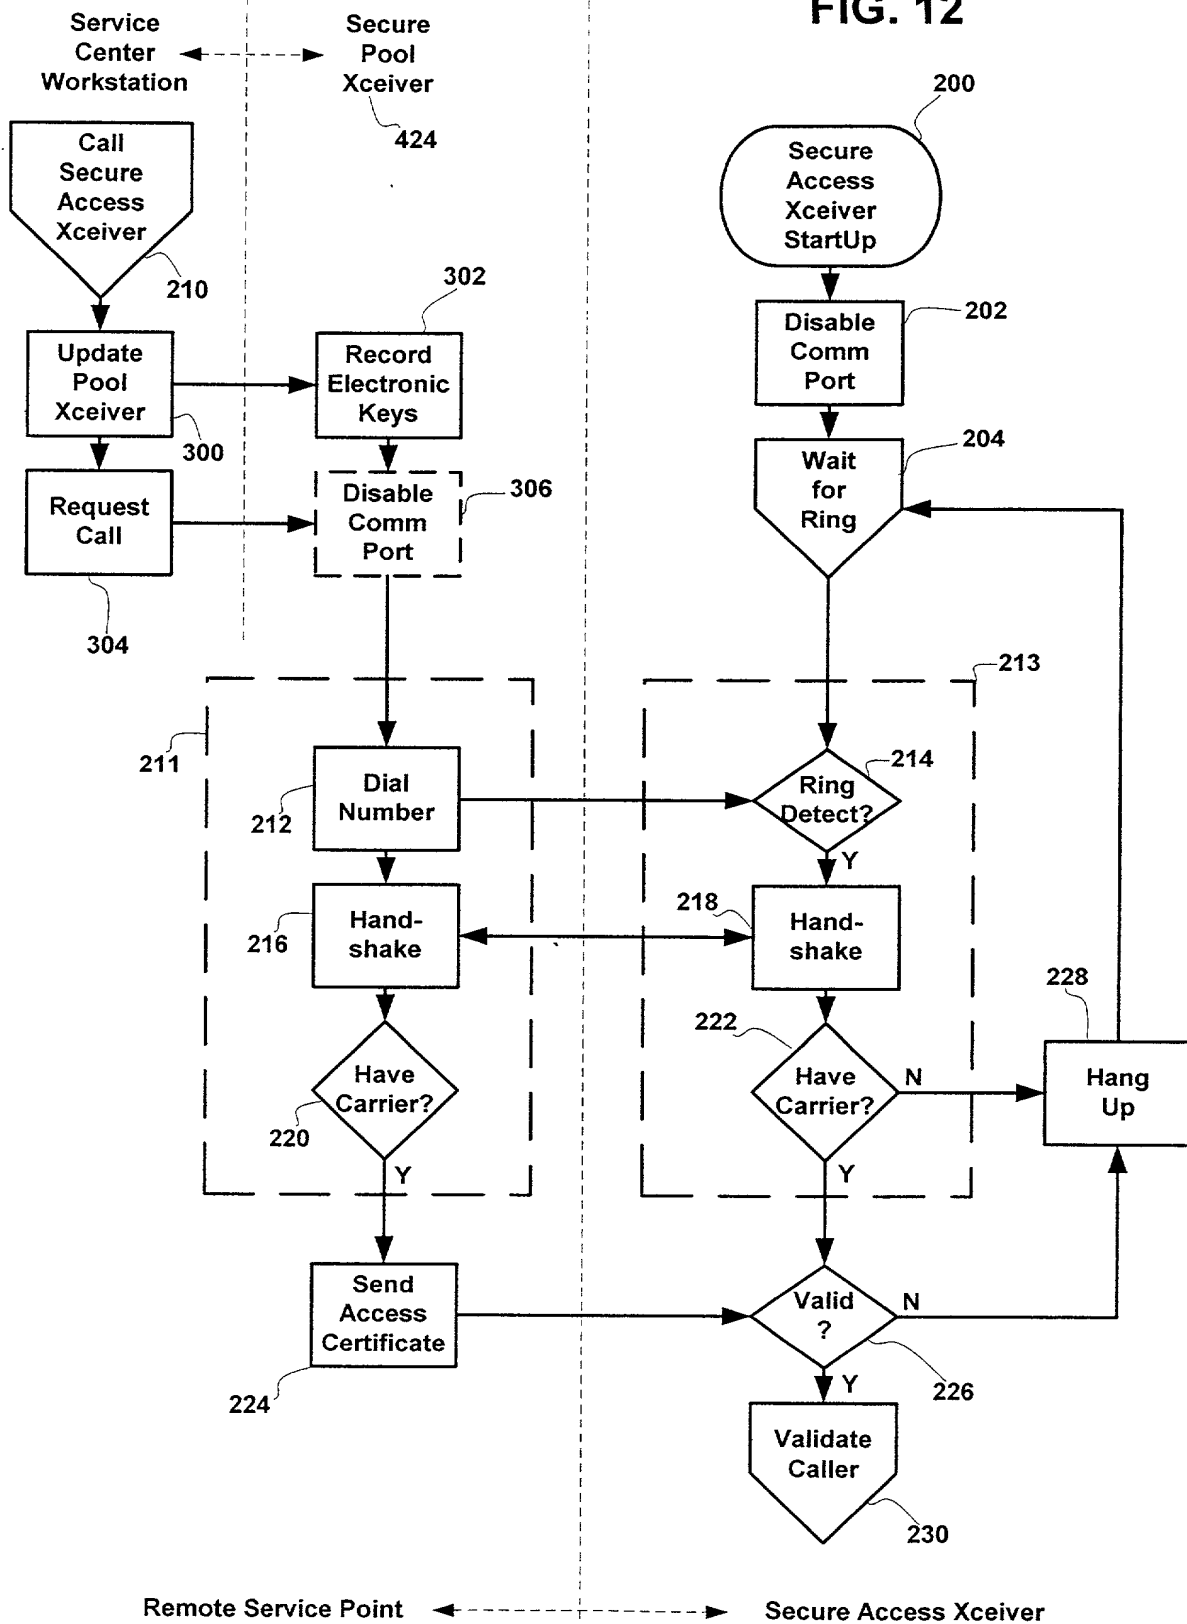 FIG. 12
Service
Center
Workstation
Secure
Pool
Xceiver
424
Call
Secure
Access
Xceiver
210
Update
Pool
Xceiver
300
Request
Call
304
302
Record
Electronic
Keys
Disable
Comm
Port
306
200
Secure
Access
Xceiver
StartUp
202
Disable
Comm
Port
204
Wait
for
Ring
211
212
Dial
Number
216
Hand-
shake
Have
Carrier?
220
Y
Send
Access
Certificate
224
213
214
Ring
Detect?
Y
218
Hand-
shake
222
Have
Carrier?
N
Y
228
Hang
Up
Valid
?
N
226
Y
Validate
Caller
230
Remote Service Point
Secure Access Xceiver